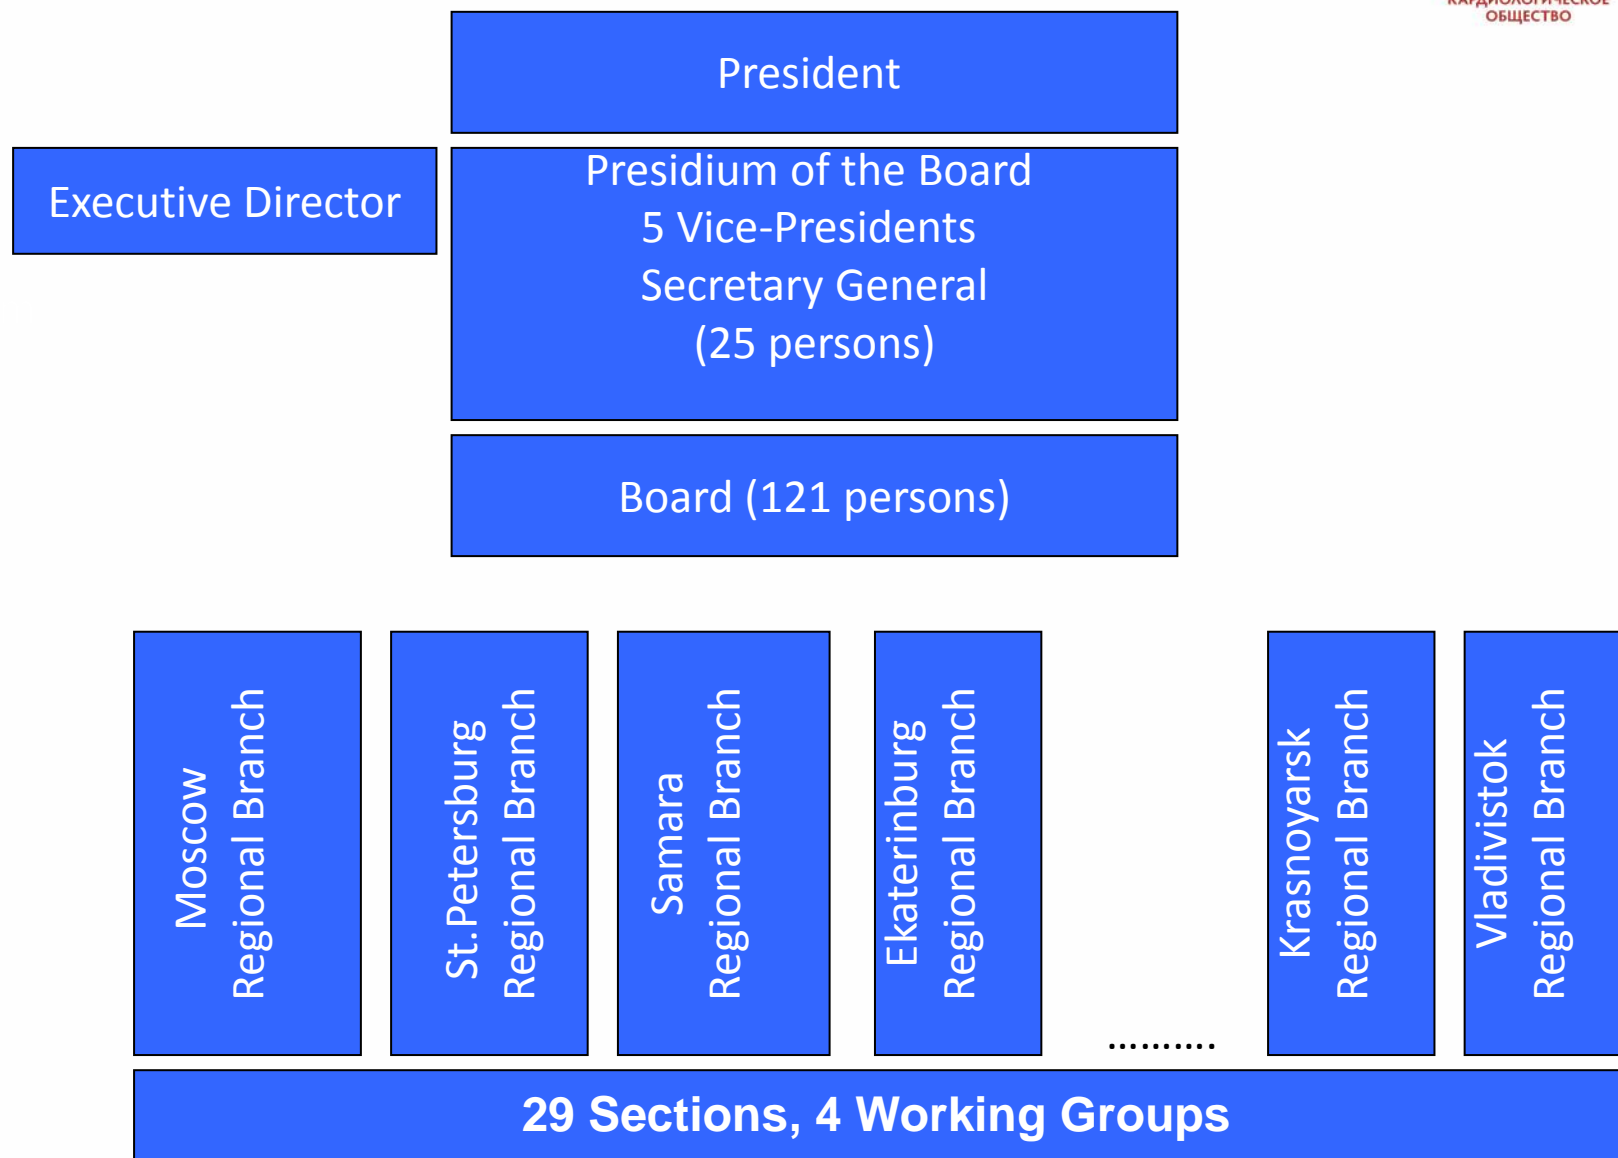 КАРДИОЛОГИЧЕСКОЕ
ОБЩЕСТВО
President
Executive Director
Presidium of the Board
5 Vice-Presidents
Secretary General
(25 persons)
Board (121 persons)
Moscow
Regional Branch
St.Petersburg
Regional Branch
Samara
Regional Branch
Ekaterinburg
Regional Branch
..........
Krasnoyarsk
Regional Branch
Vladivistok
Regional Branch
29 Sections, 4 Working Groups